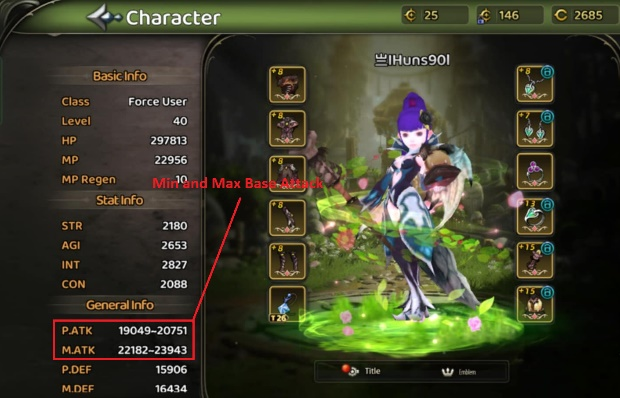 Character
25
146
2685
IHuns90l
Basic Info
Class Force User
Level 40
HP 297813
MP 22956
MP Regen 10
Min and Max Base Attack
Stat Info
STR 2180
AGI 2653
INT 2827
CON 2088
General Info
P.ATK 19049~20751
M.ATK 22182~23943
P.DEF 15906
M.DEF 16434
+8
+8
+8
+8
+8
T26
+8
+7
+13
+15
+15
Title
Emblem